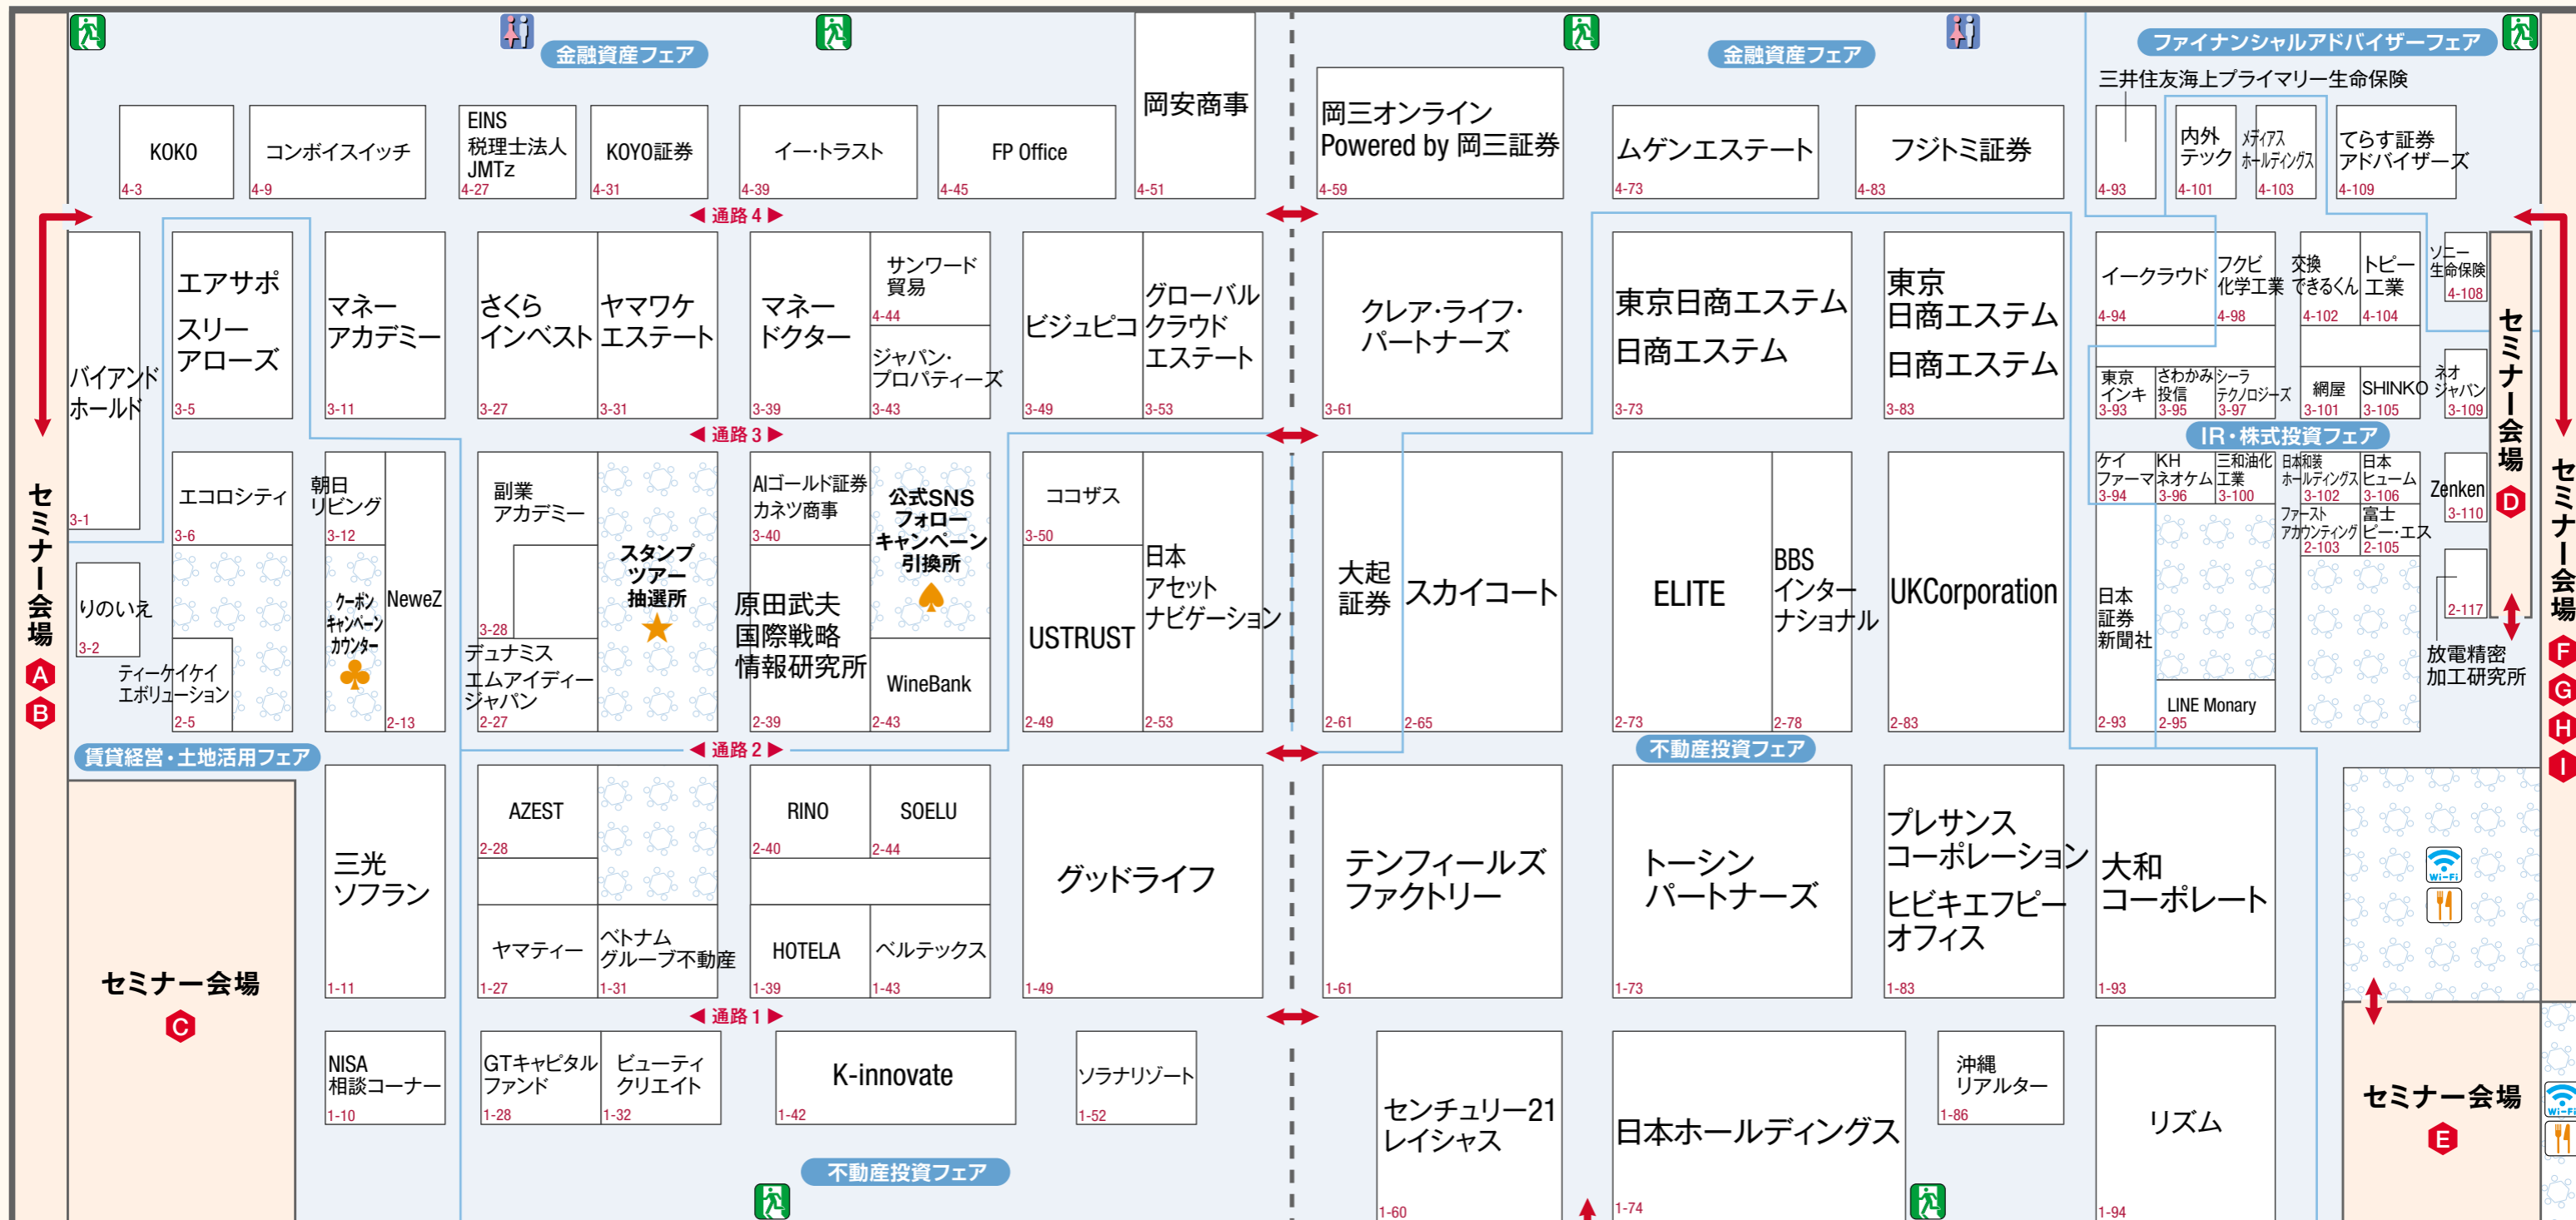 金融資産フェア
金融資産フェア
ファイナンシャルアドバイザーフェア
三井住友海上プライマリー生命保険
4-93
KOKO
4-3
コンボイスイッチ
4-9
EINS
税理士法人
JMTz
4-27
KOYO証券
4-31
イー・トラスト
4-39
FP Office
4-45
岡安商事
4-51
岡三オンライン
Powered by 岡三証券
4-59
ムゲンエステート
4-73
フジトミ証券
4-83
内外
テック
4-101
メディアス
ホールディングス
4-103
てらす証券
アドバイザーズ
4-109
◀ 通路4 ▶
バイアンド
ホールド
3-1
エアサポ
スリー
アローズ
3-5
マネー
アカデミー
3-11
さくら
インベスト
3-27
ヤマワケ
エステート
3-31
マネー
ドクター
3-39
サンワード
貿易
4-44
ジャパン・
プロパティーズ
3-43
ビジュピコ
3-49
グローバル
クラウド
エステート
3-53
クレア・ライフ・
パートナーズ
3-61
東京日商エステム
日商エステム
3-73
東京
日商エステム
日商エステム
3-83
イークラウド
4-94
フクビ
化学工業
4-98
交換
できるくん
4-102
トピー
工業
4-104
ソニー
生命保険
4-108
東京
インキ
3-93
さわかみ
投信
3-95
シーラ
テクノロジーズ
3-97
網屋
3-101
SHINKO
3-105
ネオ
ジャパン
3-109
セミナー会場
D
◀ 通路3 ▶
IR・株式投資フェア
セミナー会場
A
B
りのいえ
3-2
エコロシティ
3-6
ティーケイケイ
エボリューション
2-5
朝日
リビング
3-12
クーポン
キャンペーン
カウンター
NeweZ
2-13
副業
アカデミー
3-28
デュナミス
エムアイディー
ジャパン
2-27
スタンプ
ツアー
抽選所
AIゴールド証券
カネツ商事
3-40
原田武夫
国際戦略
情報研究所
2-39
公式SNS
フォロー
キャンペーン
引換所
WineBank
2-43
ココザス
3-50
USTRUST
2-49
日本
アセット
ナビゲーション
2-53
大起
証券
2-61
スカイコート
2-65
ELITE
2-73
BBS
インター
ナショナル
2-78
UKCorporation
2-83
ケイ
ファーマ
3-94
KH
ネオケム
3-96
三和油化
工業
3-100
日本和装
ホールディングス
3-102
日本
ヒューム
3-106
Zenken
3-110
ファースト
アカウンティング
2-103
富士
ピー・エス
2-105
日本
証券
新聞社
2-93
LINE Monary
2-95
2-117
放電精密
加工研究所
セミナー会場
F
G
H
I
賃貸経営・土地活用フェア
◀ 通路2 ▶
不動産投資フェア
セミナー会場
C
三光
ソフラン
1-11
AZEST
2-28
ヤマティー
1-27
ベトナム
グループ不動産
1-31
RINO
2-40
SOELU
2-44
HOTELA
1-39
ベルテックス
1-43
グッドライフ
1-49
テンフィールズ
ファクトリー
1-61
トーシン
パートナーズ
1-73
プレサンス
コーポレーション
ヒビキエフピー
オフィス
1-83
大和
コーポレート
1-93
Wi-Fi
◀ 通路1 ▶
NISA
相談コーナー
1-10
GTキャピタル
ファンド
1-28
ビューティ
クリエイト
1-32
K-innovate
1-42
ソラナリゾート
1-52
センチュリー21
レイシャス
1-60
日本ホールディングス
1-74
沖縄
リアルター
1-86
リズム
1-94
セミナー会場
E
Wi-Fi
不動産投資フェア